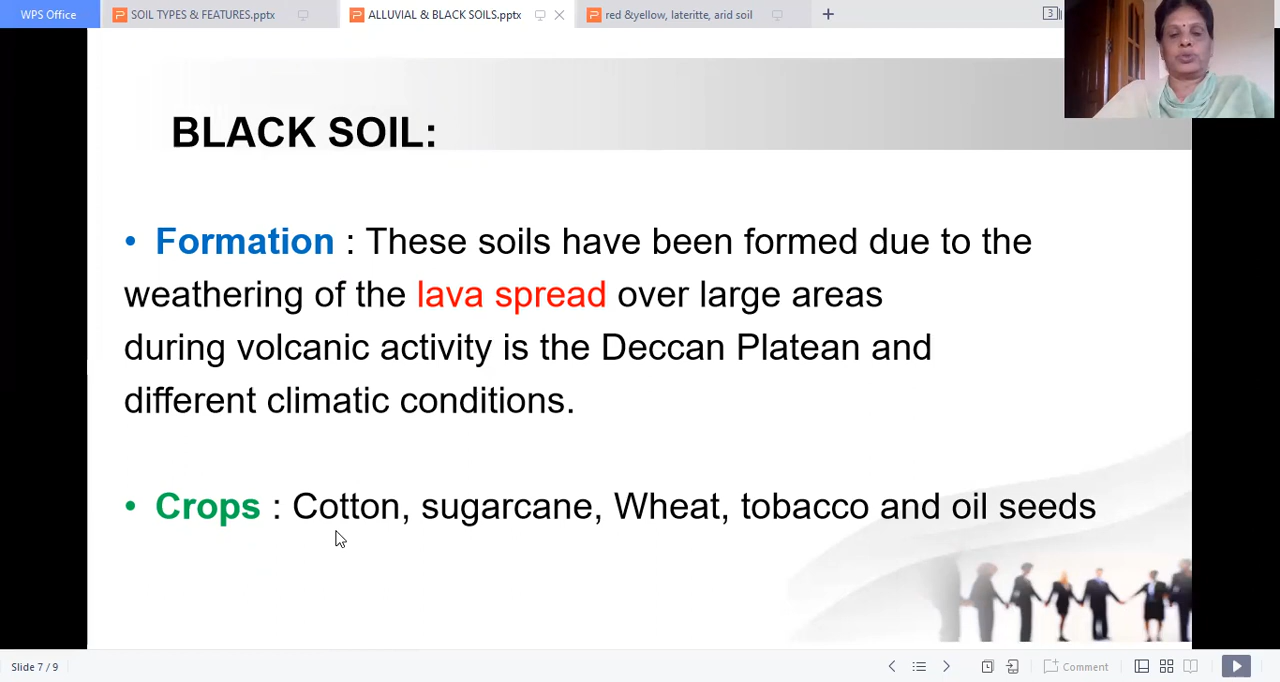 WPS Office
SOIL TYPES & FEATURES.pptx
ALLUVIAL & BLACK SOILS.pptx
red &yellow, lateritte, arid soil
3
BLACK SOIL:
• Formation : These soils have been formed due to the
weathering of the lava spread over large areas
during volcanic activity is the Deccan Platean and
different climatic conditions.
• Crops : Cotton, sugarcane, Wheat, tobacco and oil seeds
Slide 7 / 9
Comment